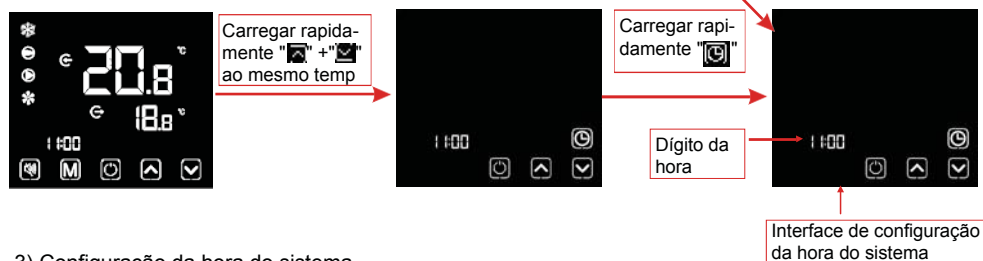 Carregar rapida-
mente "" +""
ao mesmo temp
Carregar rapi-
damente ""
20.8 °C
18.8 °C
11:00
M
11:00
Dígito da
hora
11:00
Interface de configuração
da hora do sistema
3) Configuração da hora do sistema